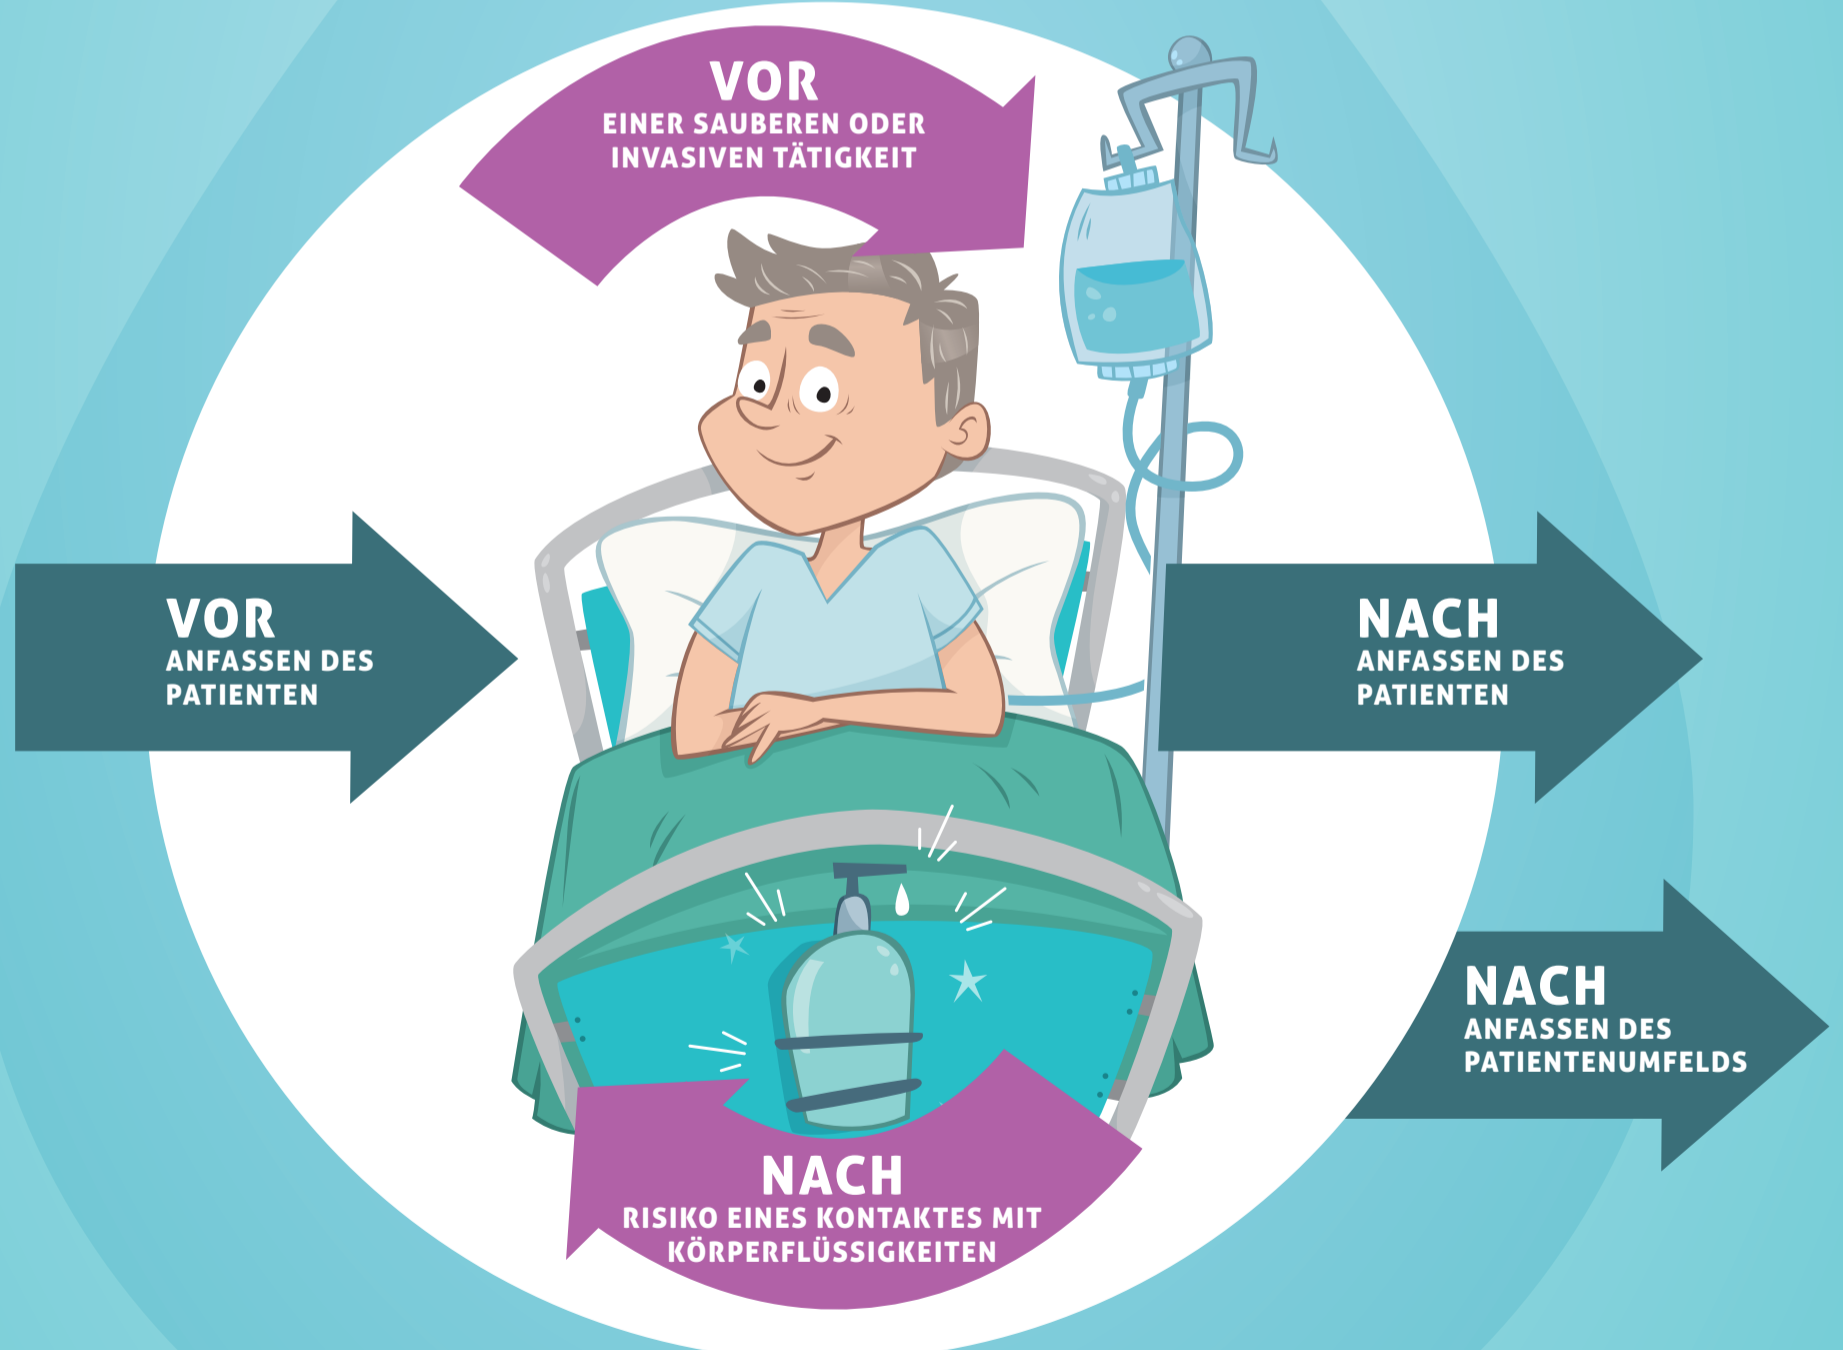 VOR
EINER SAUBEREN ODER
INVASIVEN TÄTIGKEIT
VOR
ANFASSEN DES
PATIENTEN
NACH
ANFASSEN DES
PATIENTEN
NACH
ANFASSEN DES
PATIENTENUMFELDS
NACH
RISIKO EINES KONTAKTES MIT
KÖRPERFLÜSSIGKEITEN